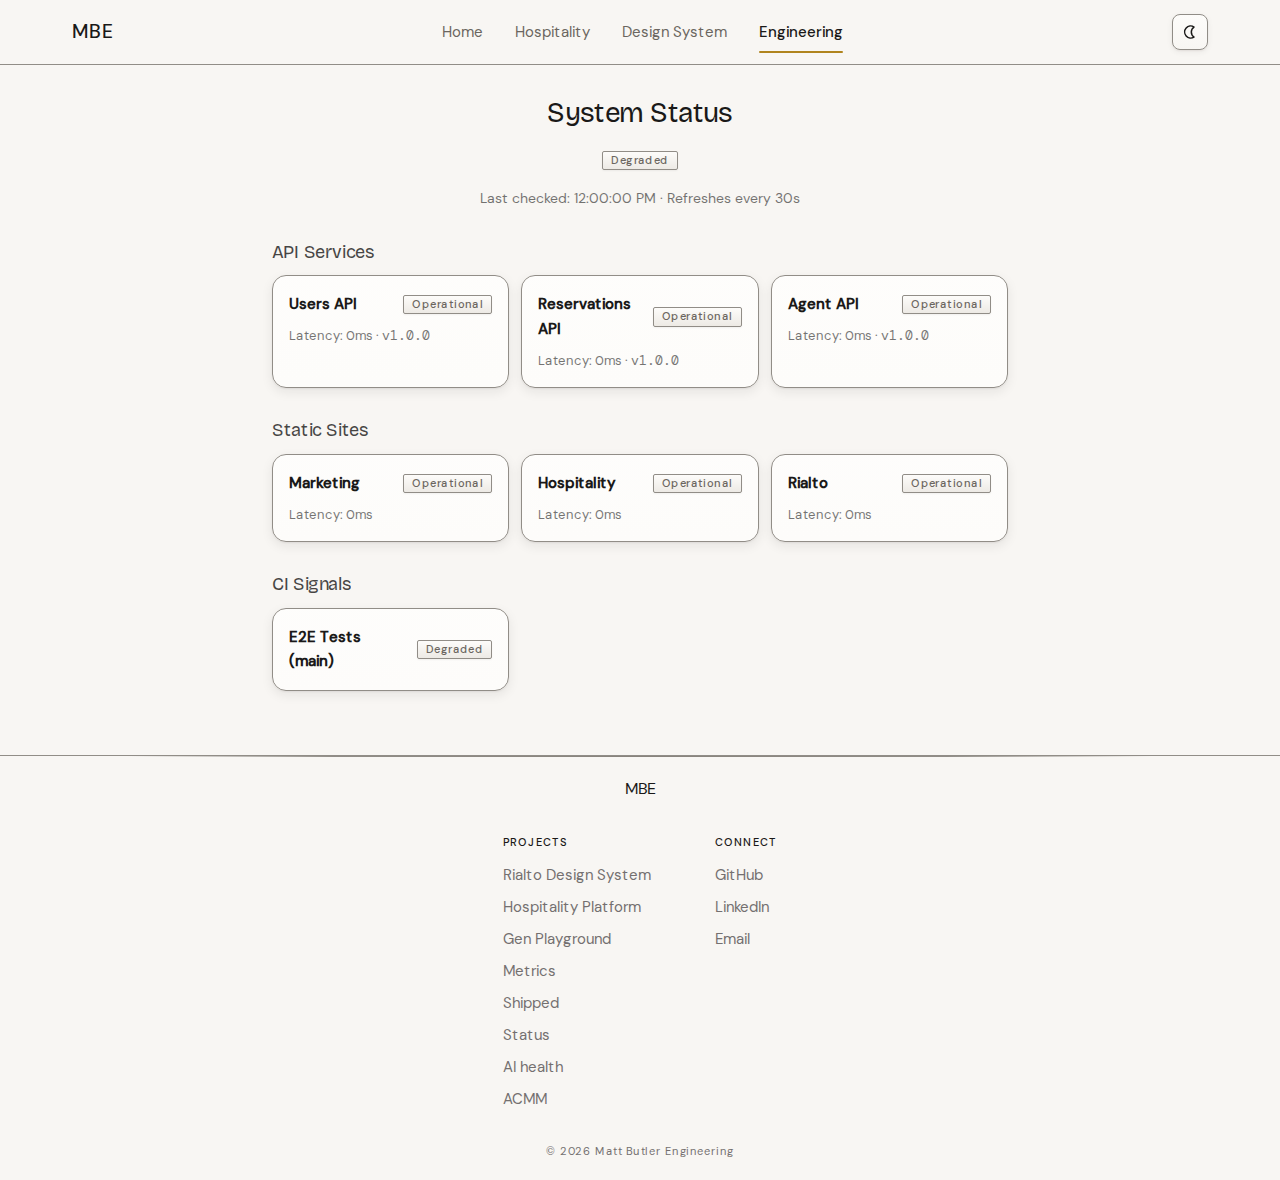 MBE
Home
Hospitality
Design System
Engineering
System Status
Degraded
Last checked: 12:00:00 PM · Refreshes every 30s
API Services
Users API
Operational
Latency: 0ms · v1.0.0
Reservations
API
Operational
Latency: 0ms · v1.0.0
Agent API
Operational
Latency: 0ms · v1.0.0
Static Sites
Marketing
Operational
Latency: 0ms
Hospitality
Operational
Latency: 0ms
Rialto
Operational
Latency: 0ms
CI Signals
E2E Tests
(main)
Degraded
MBE
PROJECTS
Rialto Design System
Hospitality Platform
Gen Playground
Metrics
Shipped
Status
AI health
ACMM
CONNECT
GitHub
LinkedIn
Email
© 2026 Matt Butler Engineering